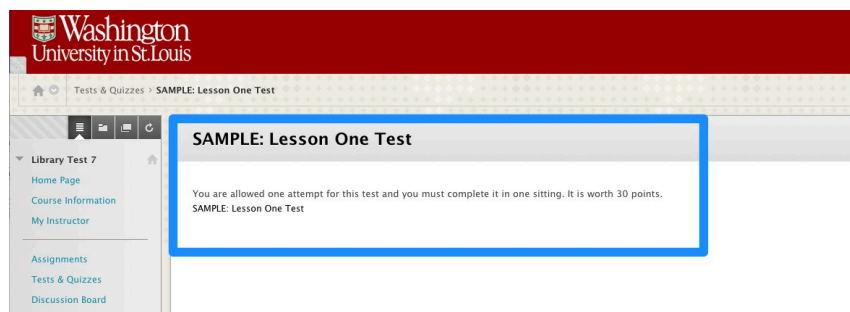 Washington
University in St.Louis
Tests & Quizzes > SAMPLE: Lesson One Test
SAMPLE: Lesson One Test
Library Test 7
Home Page
Course Information
My Instructor
You are allowed one attempt for this test and you must complete it in one sitting. It is worth 30 points.
SAMPLE: Lesson One Test
Assignments
Tests & Quizzes
Discussion Board